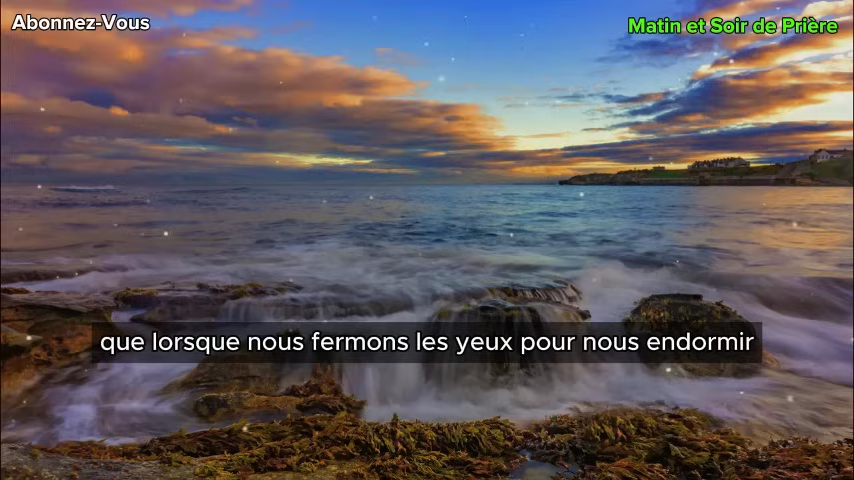 Abonnez-Vous
Matin et Soir de Prière
que lorsque nous fermons les yeux pour nous endormir